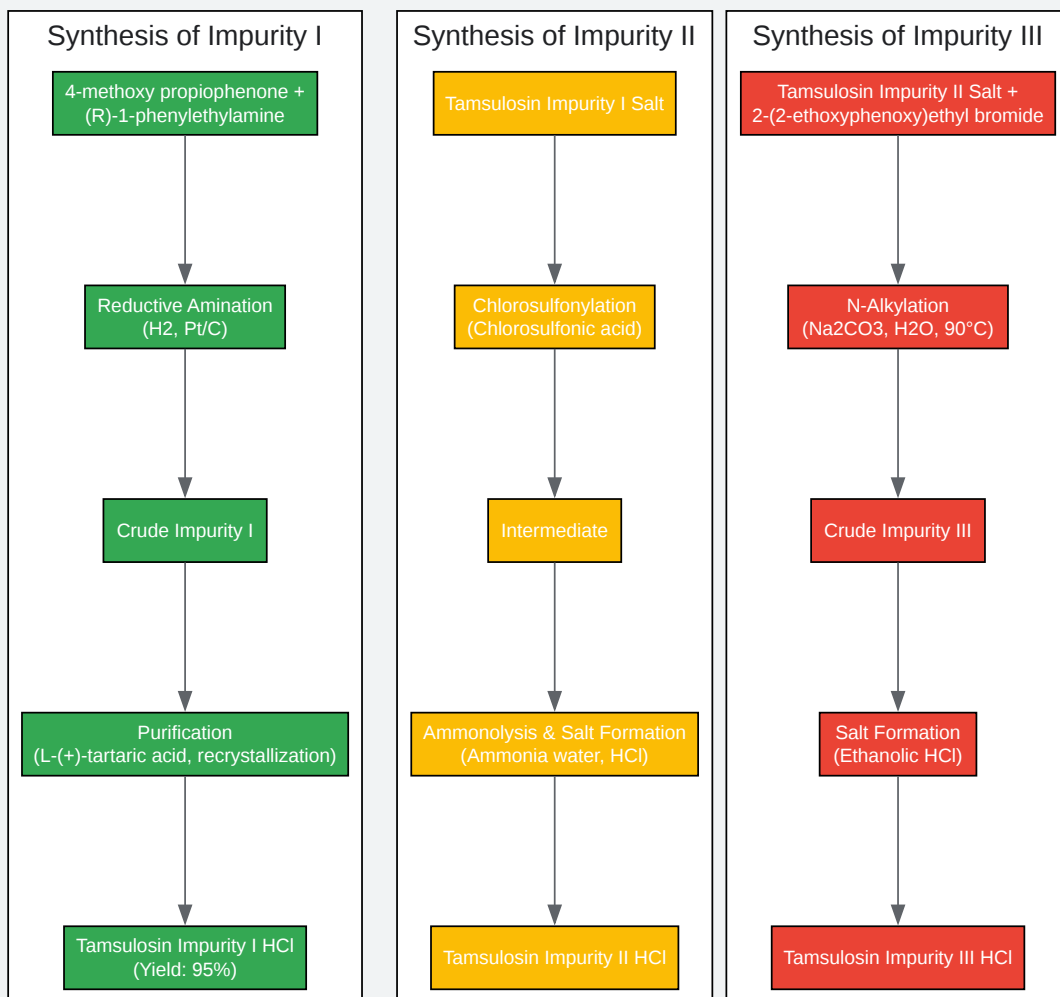 Synthesis of Impurity I
4-methoxy propiophenone +
(R)-1-phenylethylamine
Reductive Amination
(H2, Pt/C)
Crude Impurity I
Purification
(L-(+)-tartaric acid, recrystallization)
Tamsulosin Impurity I HCl
(Yield: 95%)
Synthesis of Impurity II
Tamsulosin Impurity I Salt
Chlorosulfonylation
(Chlorosulfonic acid)
Intermediate
Ammonolysis & Salt Formation
(Ammonia water, HCl)
Tamsulosin Impurity II HCl
Synthesis of Impurity III
Tamsulosin Impurity II Salt +
2-(2-ethoxyphenoxy)ethyl bromide
N-Alkylation
(Na2CO3, H2O, 90°C)
Crude Impurity III
Salt Formation
(Ethanolic HCl)
Tamsulosin Impurity III HCl